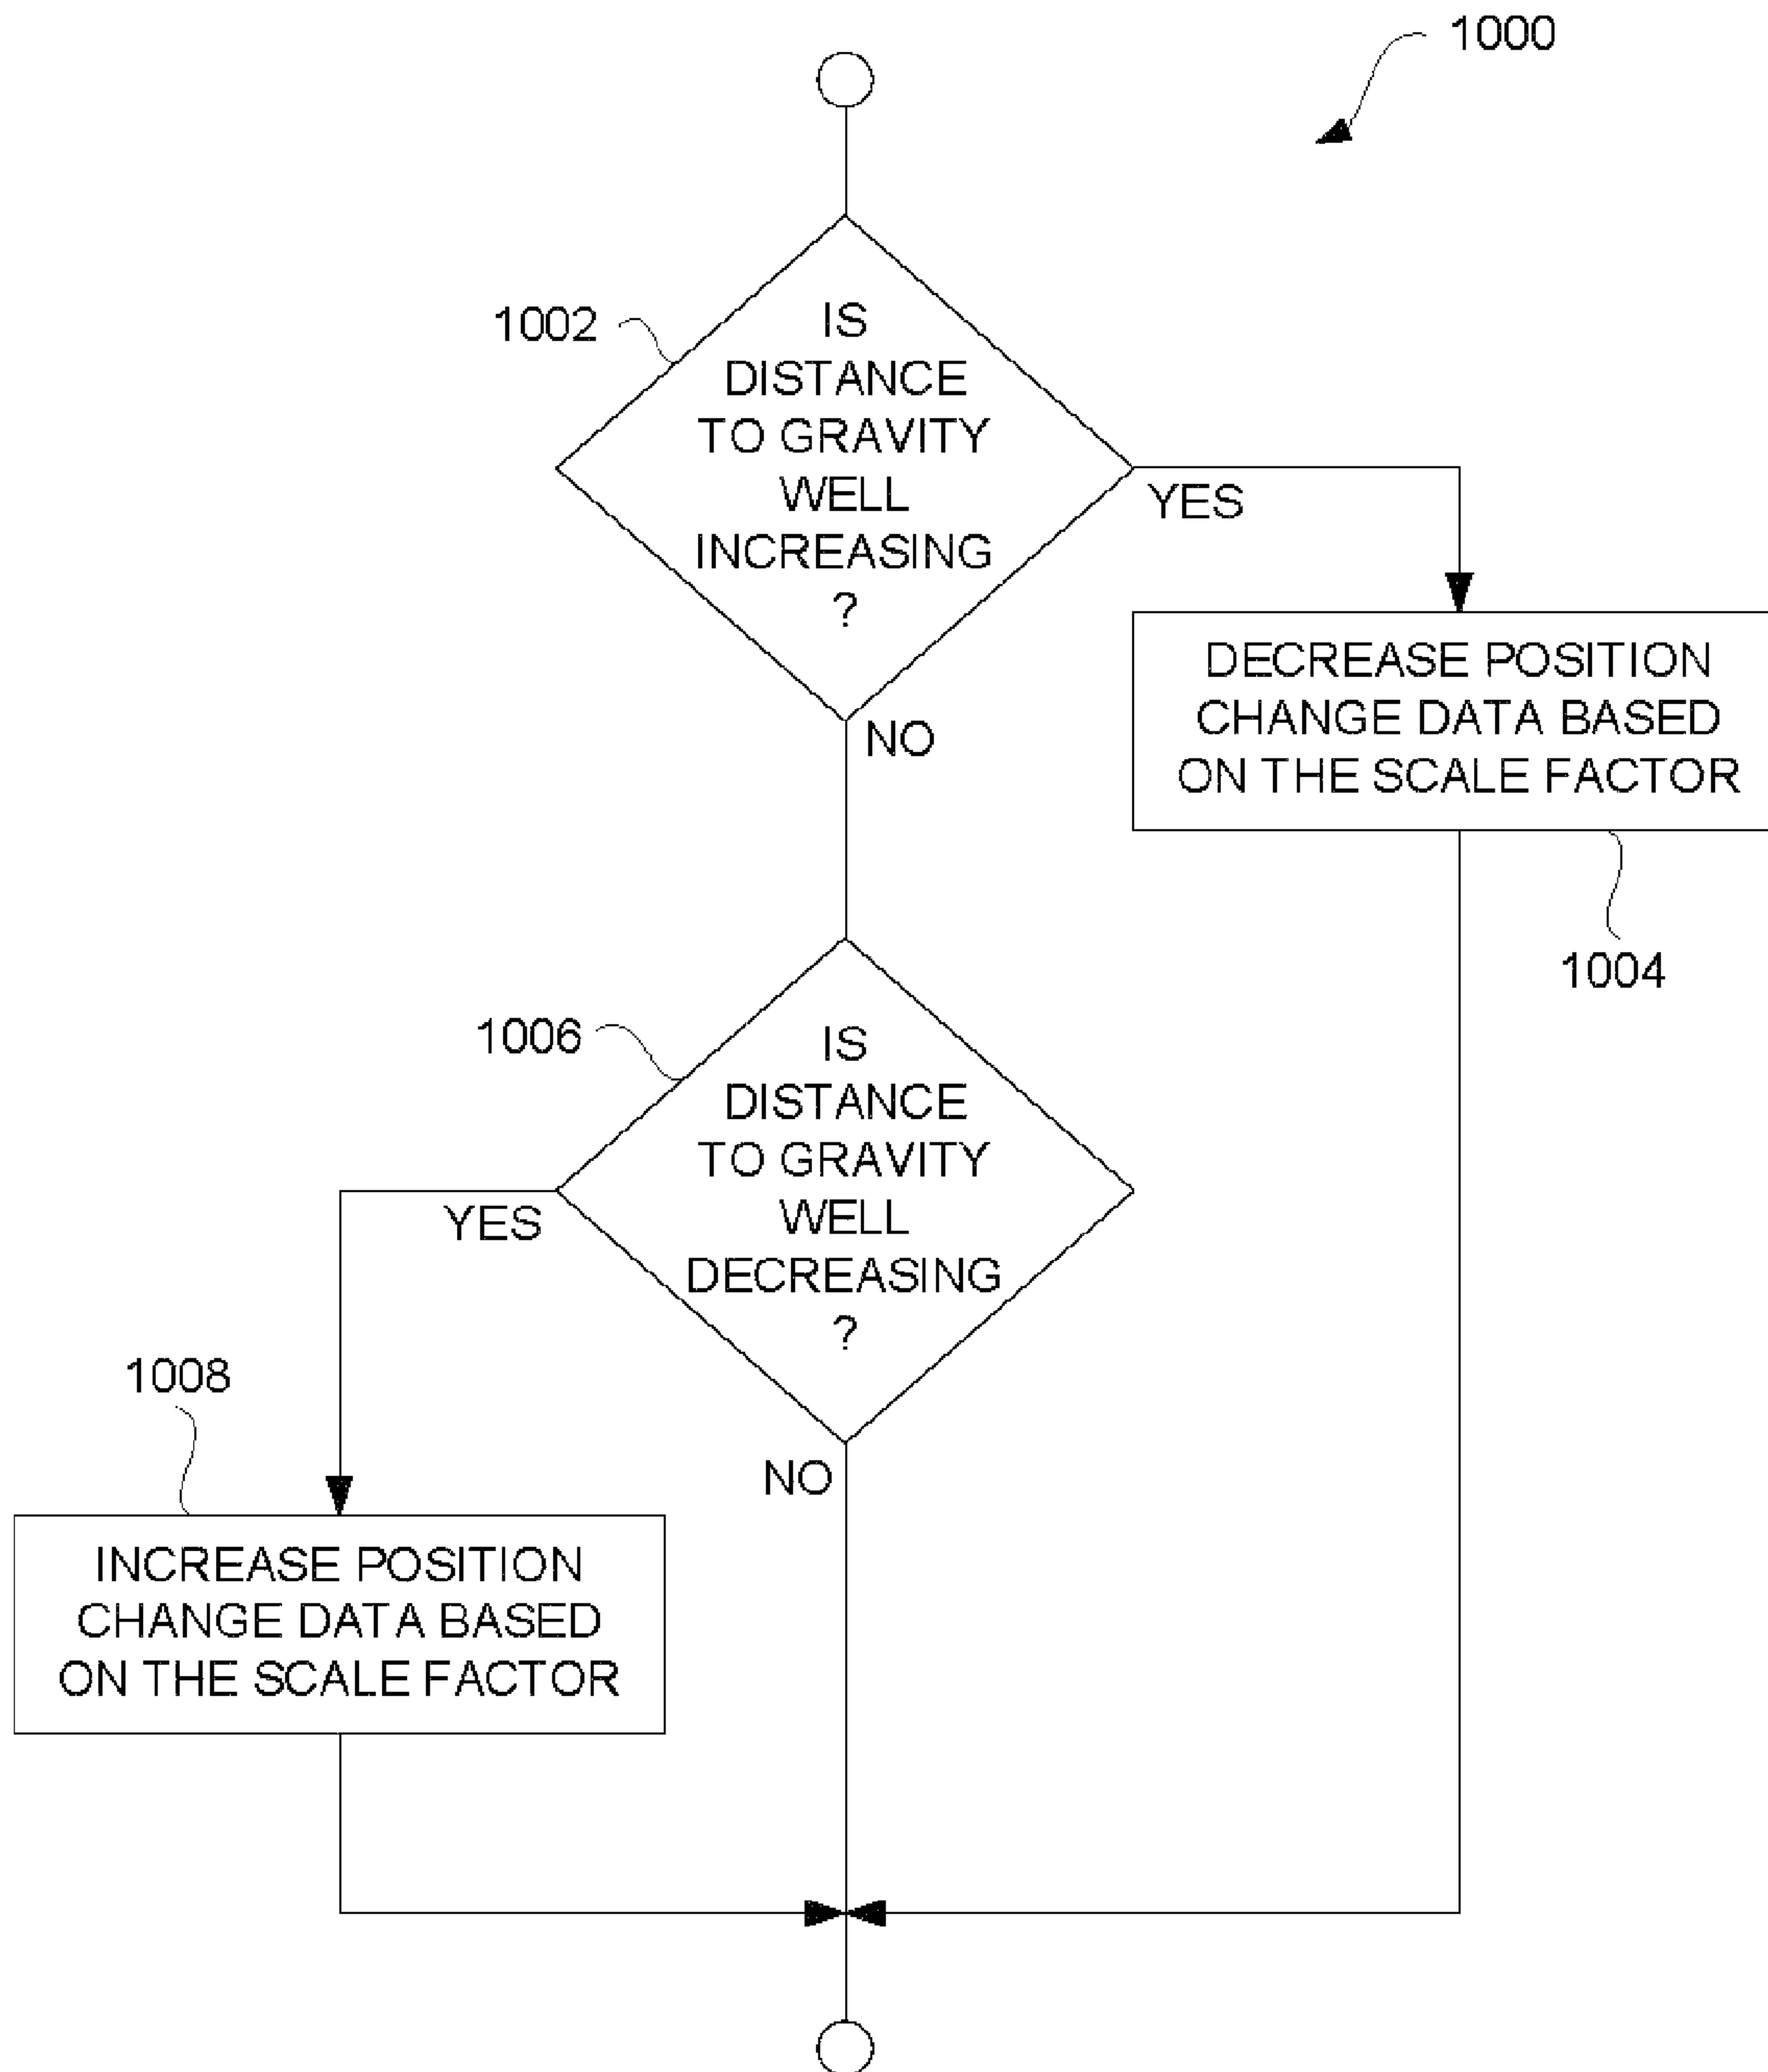 1000
1002
IS
DISTANCE
TO GRAVITY
WELL
INCREASING
?
YES
NO
DECREASE POSITION
CHANGE DATA BASED
ON THE SCALE FACTOR
1004
1006
IS
DISTANCE
TO GRAVITY
WELL
DECREASING
?
YES
NO
1008
INCREASE POSITION
CHANGE DATA BASED
ON THE SCALE FACTOR